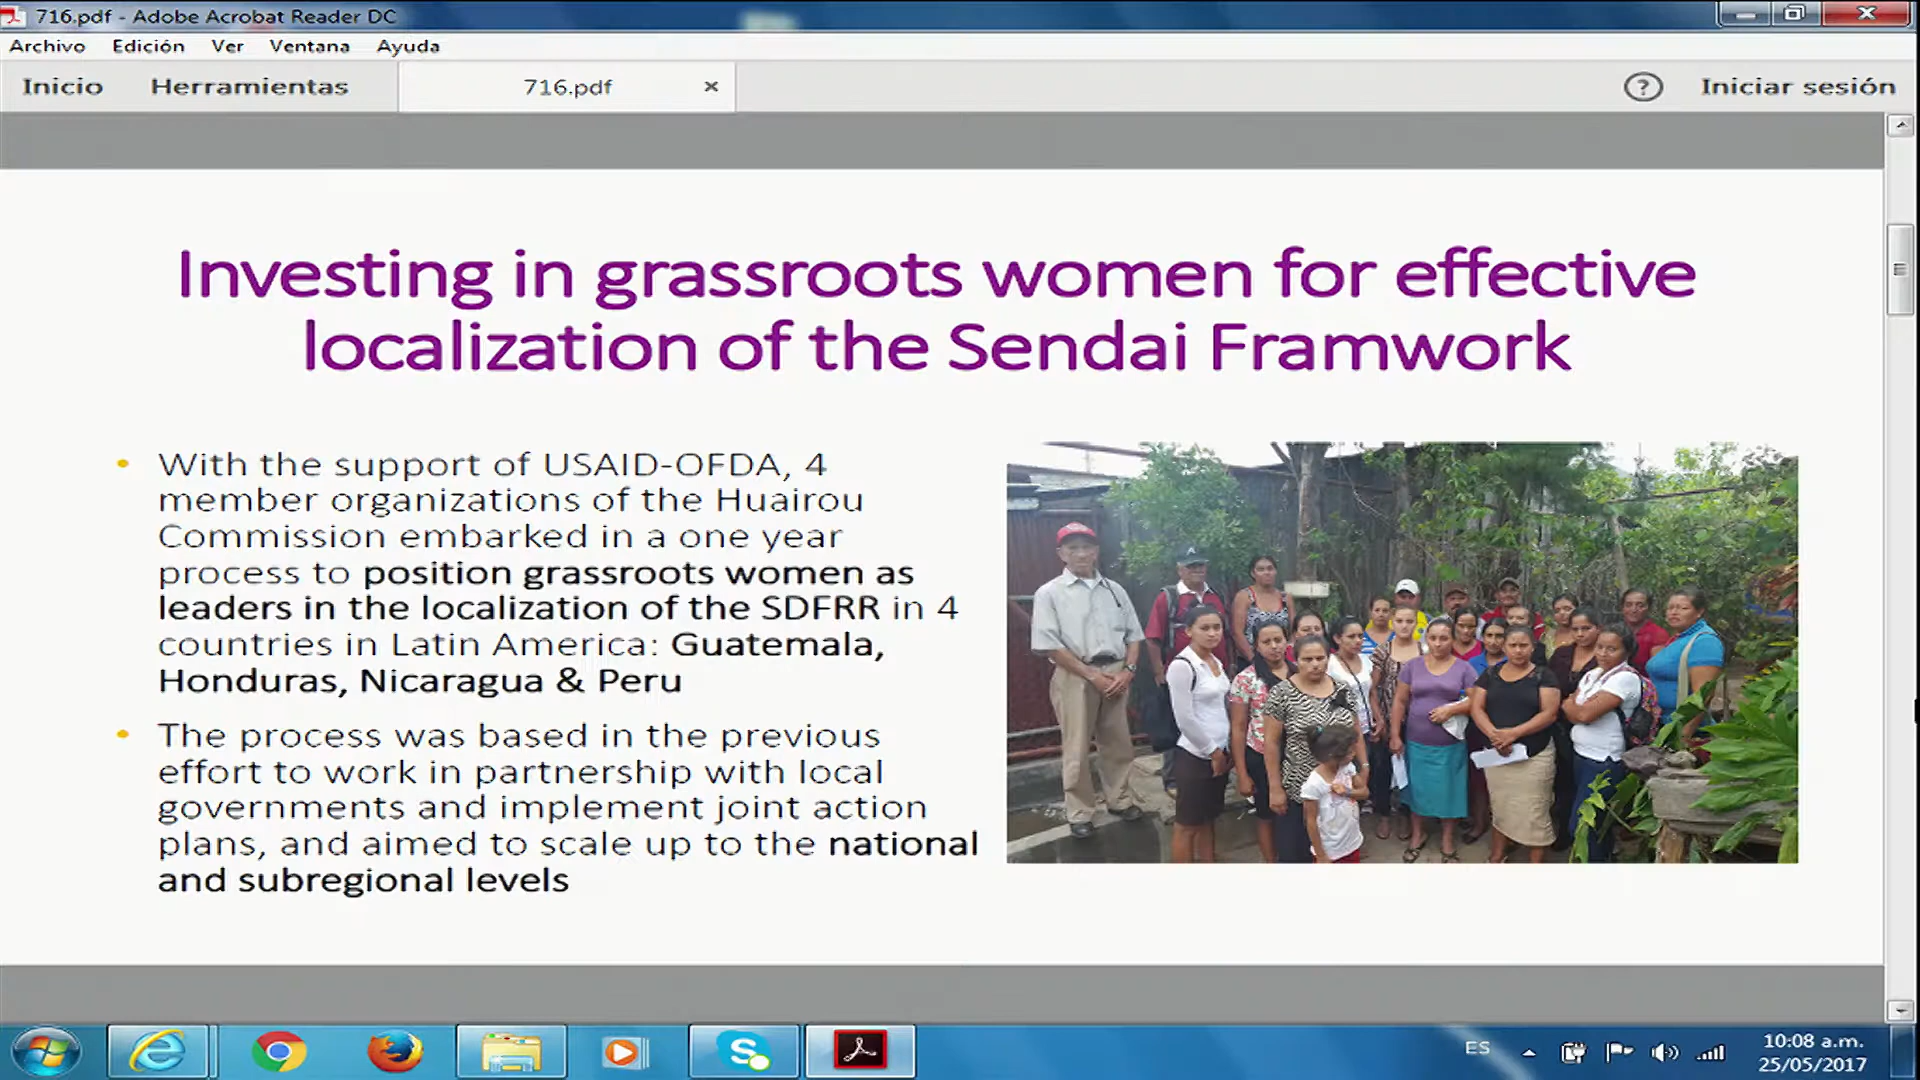 716.pdf - Adobe Acrobat Reader DC
Archivo Edición Ver Ventana Ayuda
Inicio Herramientas 716.pdf × ? Iniciar sesión
Investing in grassroots women for effective
localization of the Sendai Framwork
• With the support of USAID-OFDA, 4
member organizations of the Huairou
Commission embarked in a one year
process to position grassroots women as
leaders in the localization of the SDFRR in 4
countries in Latin America: Guatemala,
Honduras, Nicaragua & Peru
• The process was based in the previous
effort to work in partnership with local
governments and implement joint action
plans, and aimed to scale up to the national
and subregional levels
ES
10:08 a.m.
25/05/2017